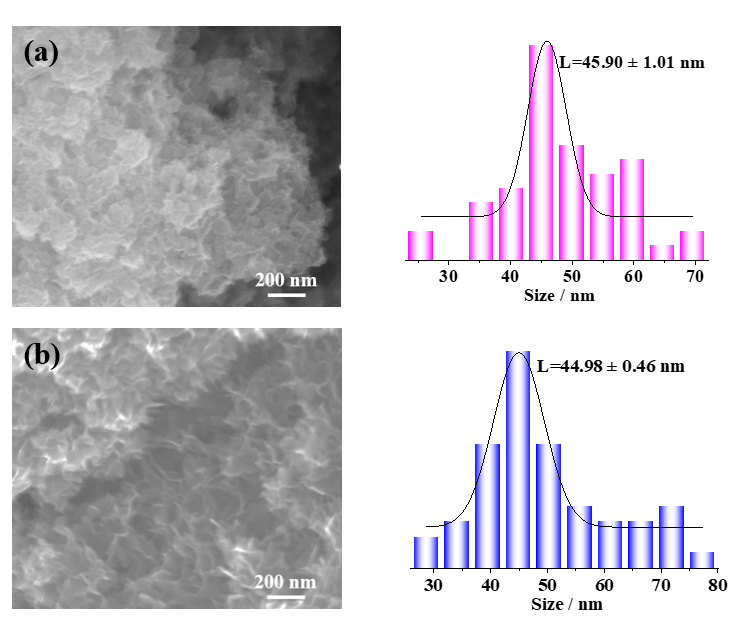 (a)
200 nm
L=45.90 ± 1.01 nm
30 40 50 60 70
Size / nm
(b)
200 nm
L=44.98 ± 0.46 nm
30 40 50 60 70 80
Size / nm